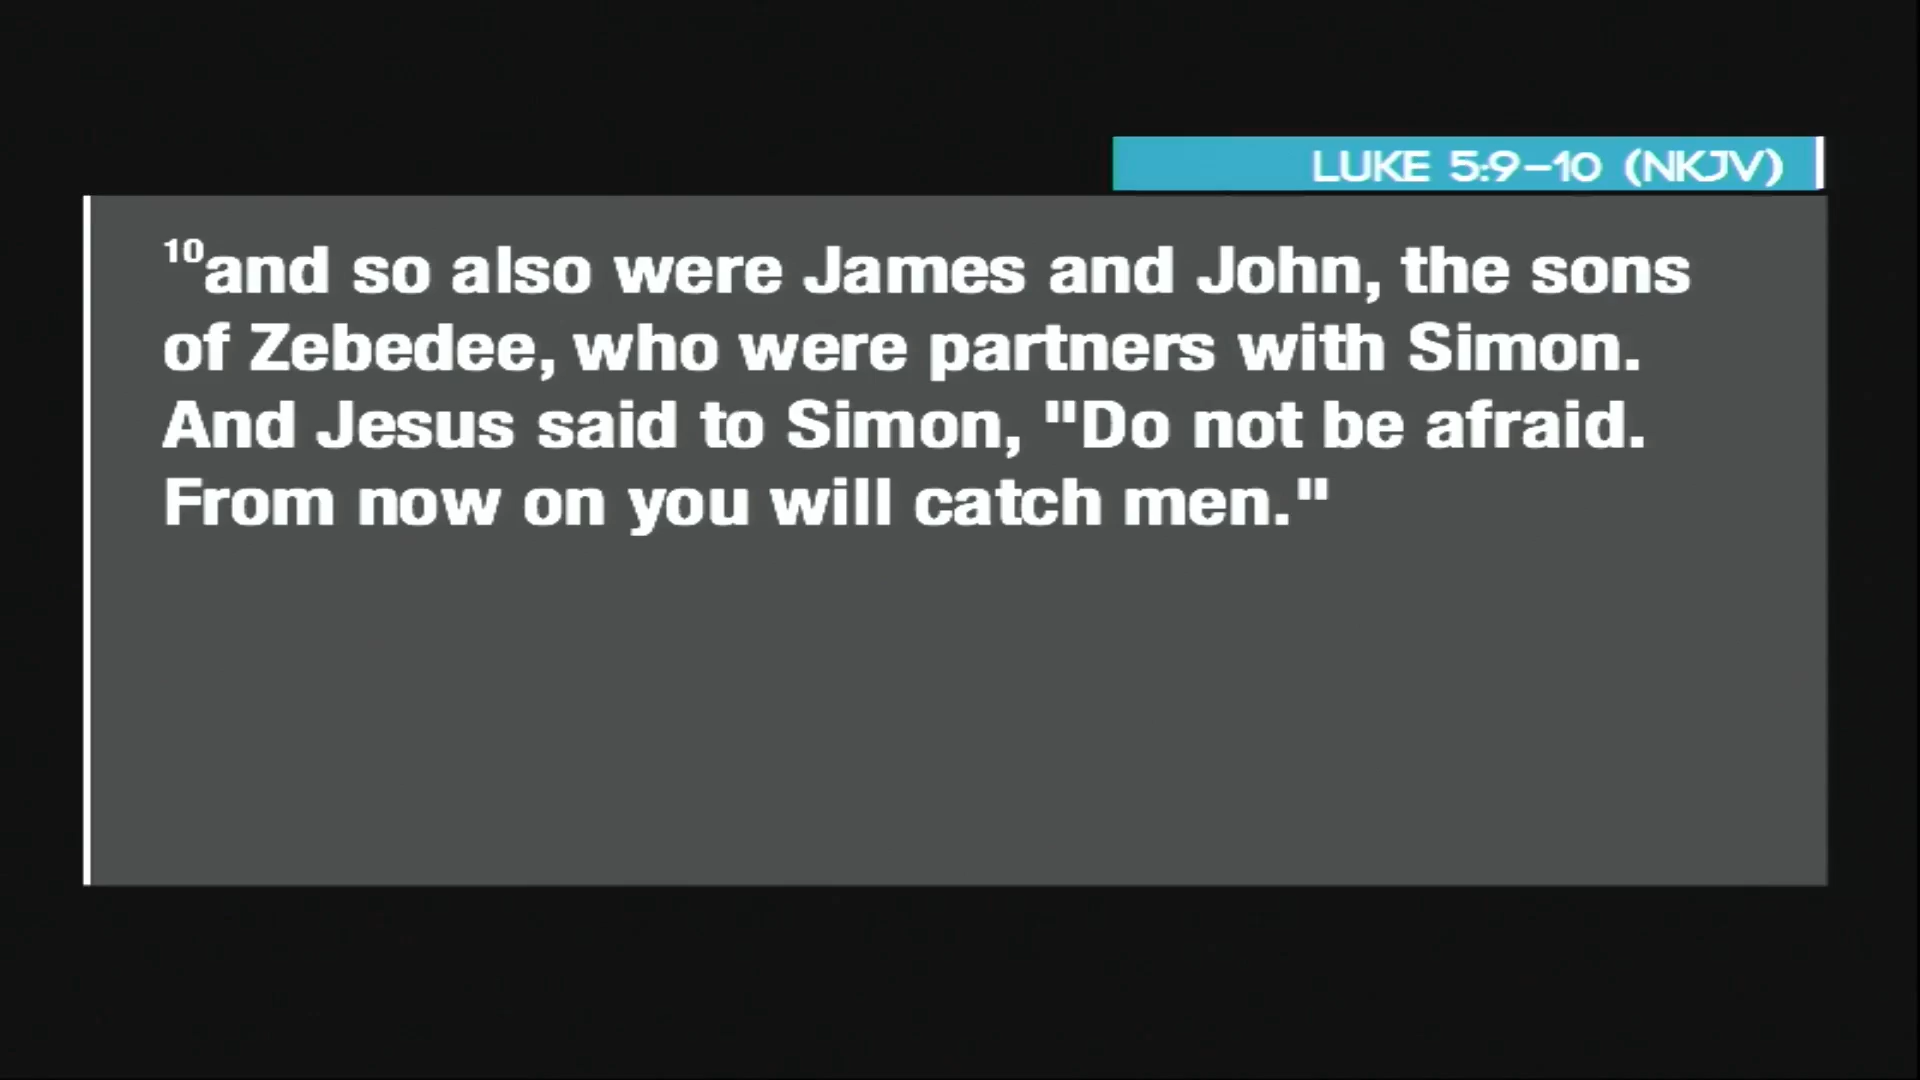 LUKE 5:9–10 (NKJV)
10and so also were James and John, the sons
of Zebedee, who were partners with Simon.
And Jesus said to Simon, "Do not be afraid.
From now on you will catch men."